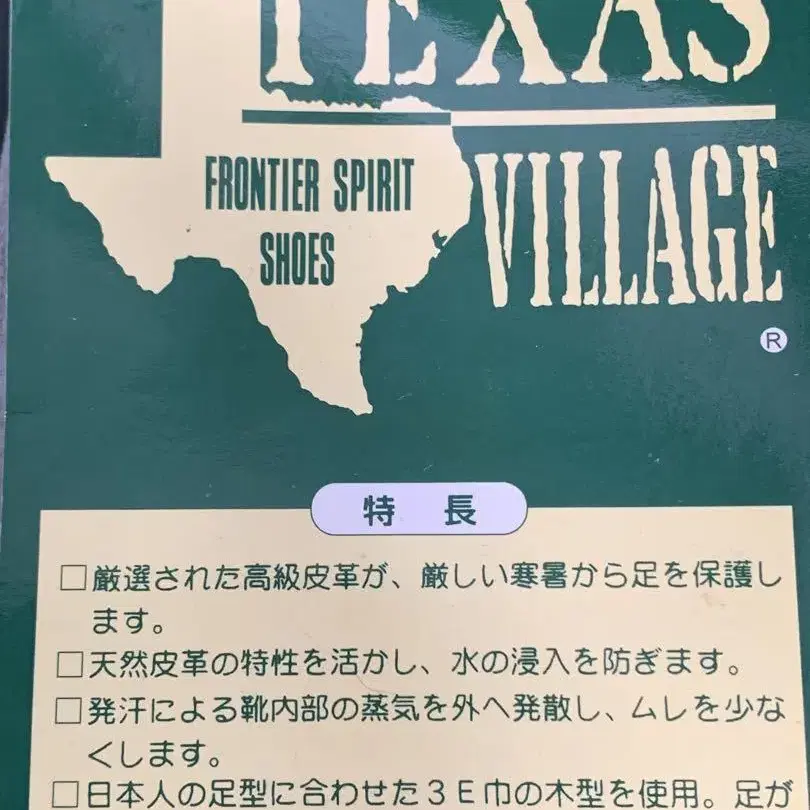 TEXAS
FRONTIER SPIRIT
SHOES
VILLAGE
®
特 長
□厳選された高級皮革が、厳しい寒暑から足を保護し
ます。
□天然皮革の特性を活かし、水の浸入を防ぎます。
□発汗による靴内部の蒸気を外へ発散し、ムレを少な
くします。
□日本人の足型に合わせた3E巾の木型を使用。足が